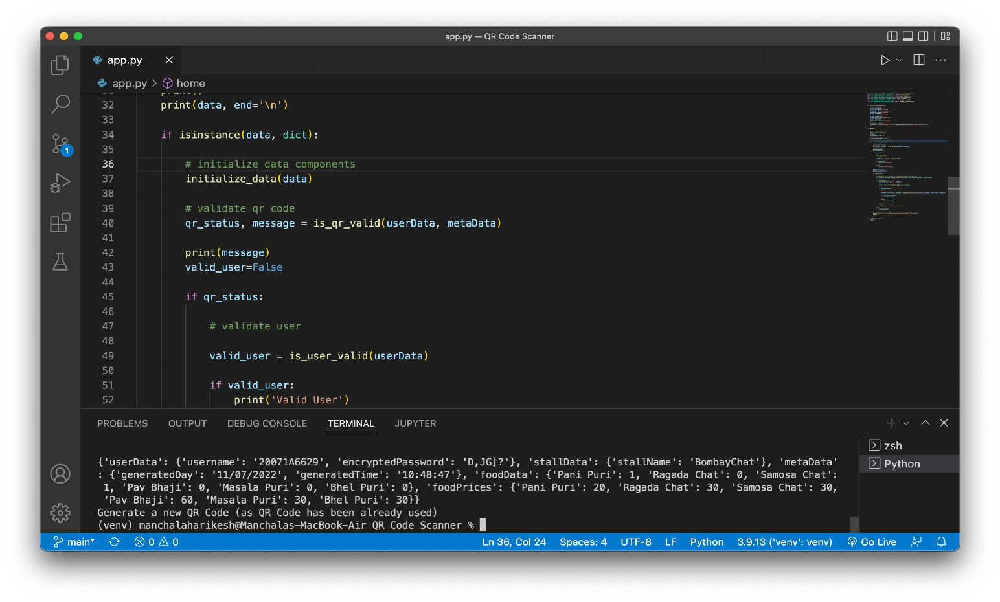 app.py — QR Code Scanner
app.py
app.py > home
print()
32 print(data, end='\n')
33
34 if isinstance(data, dict):
35
36 # initialize data components
37 initialize_data(data)
38
39 # validate qr code
40 qr_status, message = is_qr_valid(userData, metaData)
41
42 print(message)
43 valid_user=False
44
45 if qr_status:
46
47 # validate user
48
49 valid_user = is_user_valid(userData)
50
51 if valid_user:
52 print('Valid User')
1
PROBLEMS OUTPUT DEBUG CONSOLE TERMINAL JUPYTER
{'userData': {'username': '20071A6629', 'encryptedPassword': 'D,JG]?'}, 'stallData': {'stallName': 'BombayChat'}, 'metaData'
: {'generatedDay': '11/07/2022', 'generatedTime': '10:48:47'}, 'foodData': {'Pani Puri': 1, 'Ragada Chat': 0, 'Samosa Chat':
1, 'Pav Bhaji': 0, 'Masala Puri': 0, 'Bhel Puri': 0}, 'foodPrices': {'Pani Puri': 20, 'Ragada Chat': 30, 'Samosa Chat': 30,
'Pav Bhaji': 60, 'Masala Puri': 30, 'Bhel Puri': 30}}
Generate a new QR Code (as QR Code has been already used)
(venv) manchalaharikesh@Manchalas-MacBook-Air QR Code Scanner %
zsh
Python
main* 0 0 Ln 36, Col 24 Spaces: 4 UTF-8 LF Python 3.9.13 ('venv': venv) Go Live